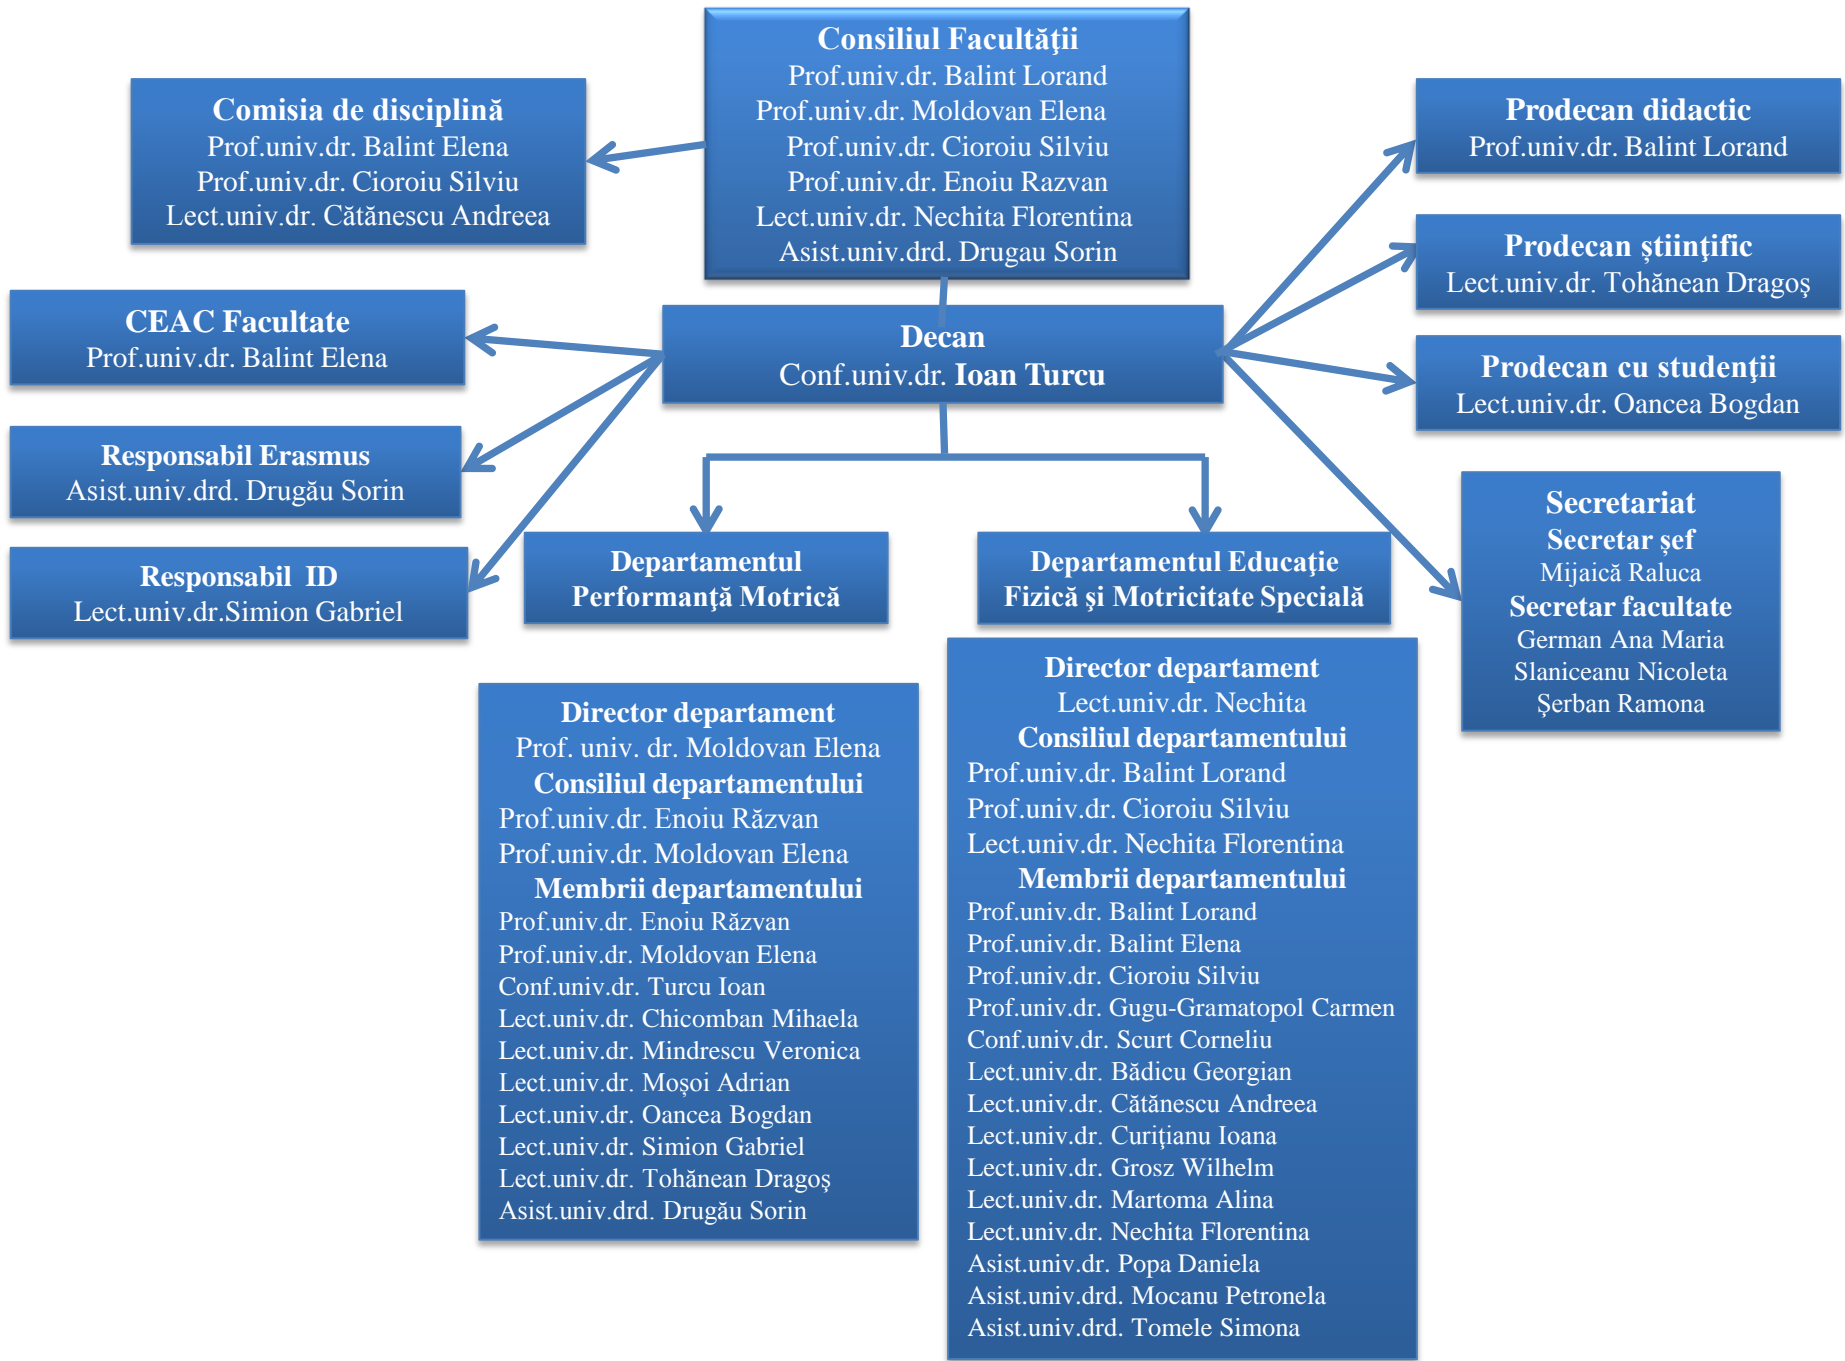 Consiliul Facultăţii
Prof.univ.dr. Balint Lorand
Prof.univ.dr. Moldovan Elena
Prof.univ.dr. Cioroiu Silviu
Prof.univ.dr. Enoiu Razvan
Lect.univ.dr. Nechita Florentina
Asist.univ.drd. Drugau Sorin
Comisia de disciplină
Prof.univ.dr. Balint Elena
Prof.univ.dr. Cioroiu Silviu
Lect.univ.dr. Cătănescu Andreea
Prodecan didactic
Prof.univ.dr. Balint Lorand
Prodecan științific
Lect.univ.dr. Tohănean Dragoş
CEAC Facultate
Prof.univ.dr. Balint Elena
Decan
Conf.univ.dr. Ioan Turcu
Prodecan cu studenţii
Lect.univ.dr. Oancea Bogdan
Responsabil Erasmus
Asist.univ.drd. Drugău Sorin
Responsabil ID
Lect.univ.dr.Simion Gabriel
Departamentul
Performanţă Motrică
Departamentul Educaţie
Fizică şi Motricitate Specială
Secretariat
Secretar șef
Mijaică Raluca
Secretar facultate
German Ana Maria
Slaniceanu Nicoleta
Şerban Ramona
Director departament
Prof. univ. dr. Moldovan Elena
Consiliul departamentului
Prof.univ.dr. Enoiu Răzvan
Prof.univ.dr. Moldovan Elena
Membrii departamentului
Prof.univ.dr. Enoiu Răzvan
Prof.univ.dr. Moldovan Elena
Conf.univ.dr. Turcu Ioan
Lect.univ.dr. Chicomban Mihaela
Lect.univ.dr. Mindrescu Veronica
Lect.univ.dr. Moșoi Adrian
Lect.univ.dr. Oancea Bogdan
Lect.univ.dr. Simion Gabriel
Lect.univ.dr. Tohănean Dragoş
Asist.univ.drd. Drugău Sorin
Director departament
Lect.univ.dr. Nechita
Consiliul departamentului
Prof.univ.dr. Balint Lorand
Prof.univ.dr. Cioroiu Silviu
Lect.univ.dr. Nechita Florentina
Membrii departamentului
Prof.univ.dr. Balint Lorand
Prof.univ.dr. Balint Elena
Prof.univ.dr. Cioroiu Silviu
Prof.univ.dr. Gugu-Gramatopol Carmen
Conf.univ.dr. Scurt Corneliu
Lect.univ.dr. Bădicu Georgian
Lect.univ.dr. Cătănescu Andreea
Lect.univ.dr. Curiţianu Ioana
Lect.univ.dr. Grosz Wilhelm
Lect.univ.dr. Martoma Alina
Lect.univ.dr. Nechita Florentina
Asist.univ.dr. Popa Daniela
Asist.univ.drd. Mocanu Petronela
Asist.univ.drd. Tomele Simona